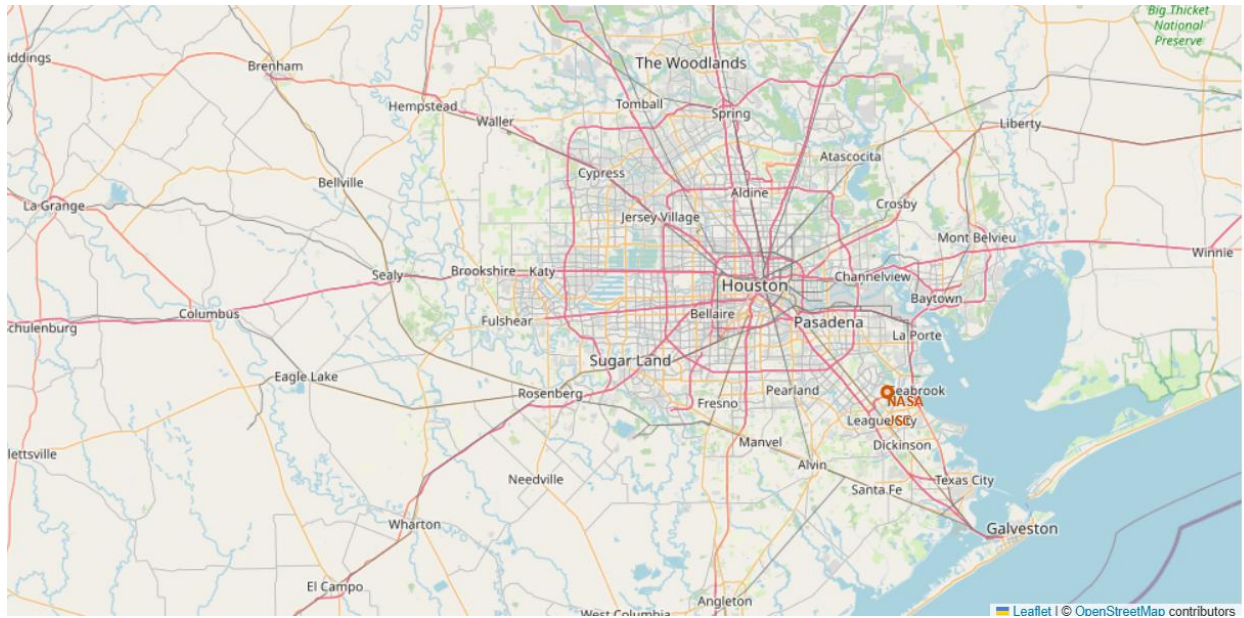 Big Thicket
National
Preserve
iddings
Brenham
The Woodlands
Hempstead
Tomball
Spring
Waller
Liberty
Atascocita
Cypress
Bellville
Aldine
La Grange
Jersey Village
Crosby
Mont Belvieu
Winnie
Sealy
Brookshire
Katy
Channelview
Houston
Baytown
Columbus
Fulshear
Bellaire
Pasadena
chulenburg
La Porte
Sugar Land
Eagle Lake
Rosenberg
Pearland
Seabrook
Fresno
NASA
JSC
League City
Manvel
Dickinson
lettsville
Alvin
Needville
Santa Fe
Texas City
Wharton
Galveston
El Campo
Angleton
West Columbia
Leaflet | © OpenStreetMap contributors